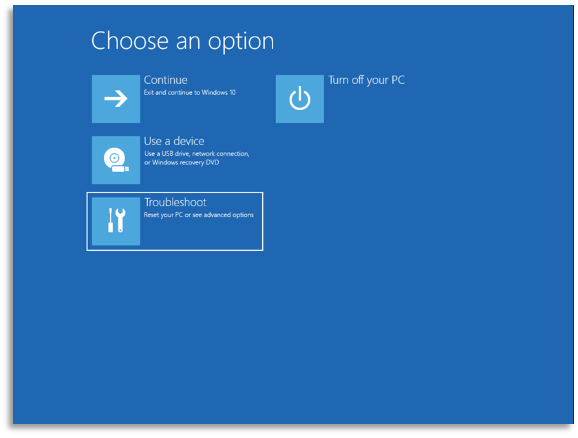 Choose an option
Continue
Exit and continue to Windows 10
Turn off your PC
Use a device
Use a USB drive, network connection,
or Windows recovery DVD
Troubleshoot
Reset your PC or see advanced options